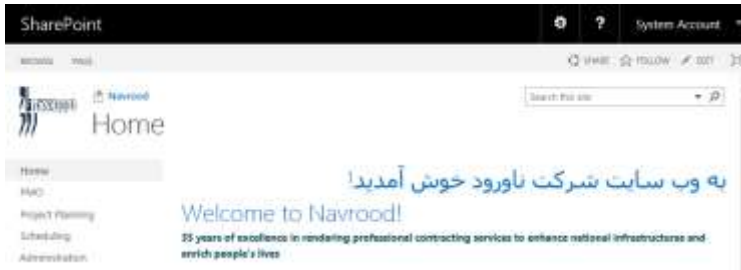 SharePoint
? System Account
BROWSE PAGE
SHARE FOLLOW EDIT
Navrood
Home
Search this site
Home
PMO
Project Planning
Scheduling
Administration
به وب سایت شرکت ناورود خوش آمدید!
Welcome to Navrood!
35 years of excellence in rendering professional contracting services to enhance national infrastructures and
enrich people's lives